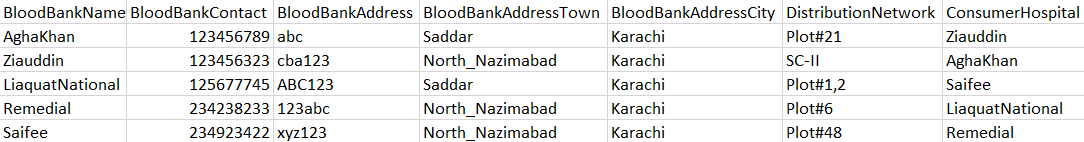 BloodBankName BloodBankContact BloodBankAddress BloodBankAddressTown BloodBankAddressCity DistributionNetwork ConsumerHospital
AghaKhan 123456789 abc Saddar Karachi Plot#21 Ziauddin
Ziauddin 123456323 cba123 North_Nazimabad Karachi SC-II AghaKhan
LiaquatNational 125677745 ABC123 Saddar Karachi Plot#1,2 Saifee
Remedial 234238233 123abc North_Nazimabad Karachi Plot#6 LiaquatNational
Saifee 234923422 xyz123 North_Nazimabad Karachi Plot#48 Remedial